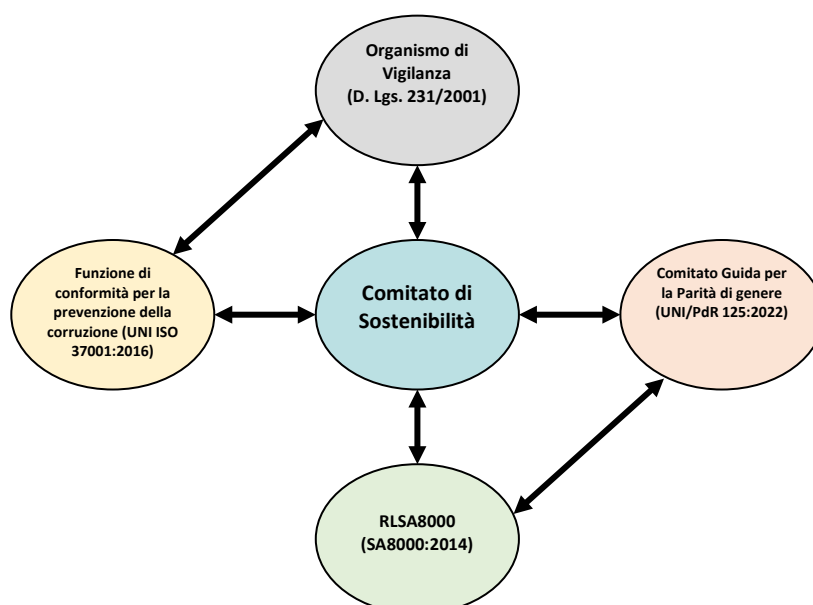 Organismo di
Vigilanza
(D. Lgs. 231/2001)
Funzione di
conformità per la
prevenzione della
corruzione (UNI ISO
37001:2016)
Comitato di
Sostenibilità
Comitato Guida per
la Parità di genere
(UNI/PdR 125:2022)
RLSA8000
(SA8000:2014)